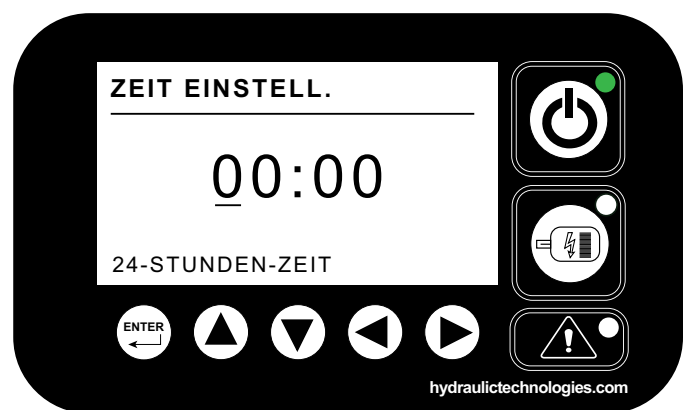 ZEIT EINSTELL.
00:00
24-STUNDEN-ZEIT
ENTER
hydraulictechnologies.com